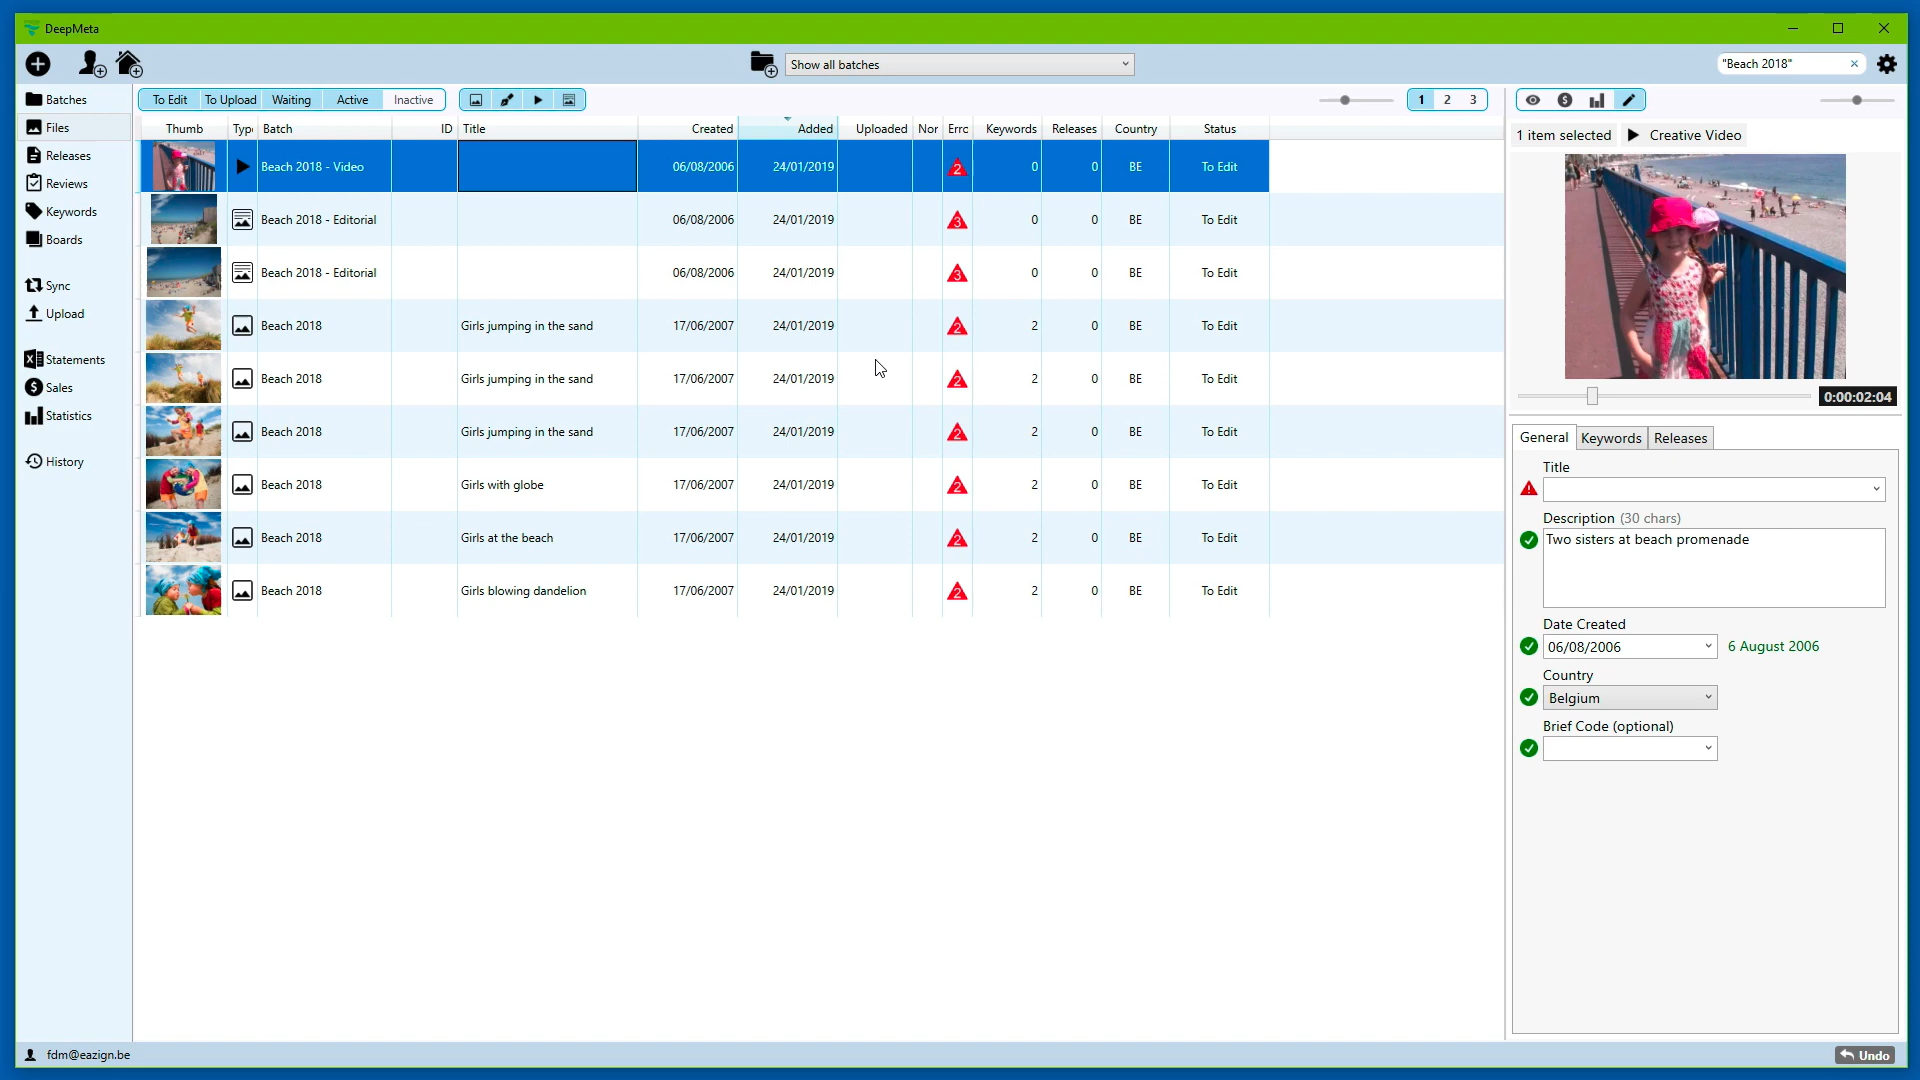 DeepMeta
Show all batches
"Beach 2018"
Batches
Files
Releases
Reviews
Keywords
Boards
Sync
Upload
Statements
Sales
Statistics
History
To Edit To Upload Waiting Active Inactive
1 2 3
Thumb Type Batch ID Title Created Added Uploaded Nor Errc Keywords Releases Country Status
Beach 2018 - Video 06/08/2006 24/01/2019 2 0 0 BE To Edit
Beach 2018 - Editorial 06/08/2006 24/01/2019 3 0 0 BE To Edit
Beach 2018 - Editorial 06/08/2006 24/01/2019 3 0 0 BE To Edit
Beach 2018 Girls jumping in the sand 17/06/2007 24/01/2019 2 2 0 BE To Edit
Beach 2018 Girls jumping in the sand 17/06/2007 24/01/2019 2 2 0 BE To Edit
Beach 2018 Girls jumping in the sand 17/06/2007 24/01/2019 2 2 0 BE To Edit
Beach 2018 Girls with globe 17/06/2007 24/01/2019 2 2 0 BE To Edit
Beach 2018 Girls at the beach 17/06/2007 24/01/2019 2 2 0 BE To Edit
Beach 2018 Girls blowing dandelion 17/06/2007 24/01/2019 2 2 0 BE To Edit
1 item selected Creative Video
0:00:02:04
General Keywords Releases
Title
Description (30 chars)
Two sisters at beach promenade
Date Created
06/08/2006 6 August 2006
Country
Belgium
Brief Code (optional)
fdm@eazign.be
Undo